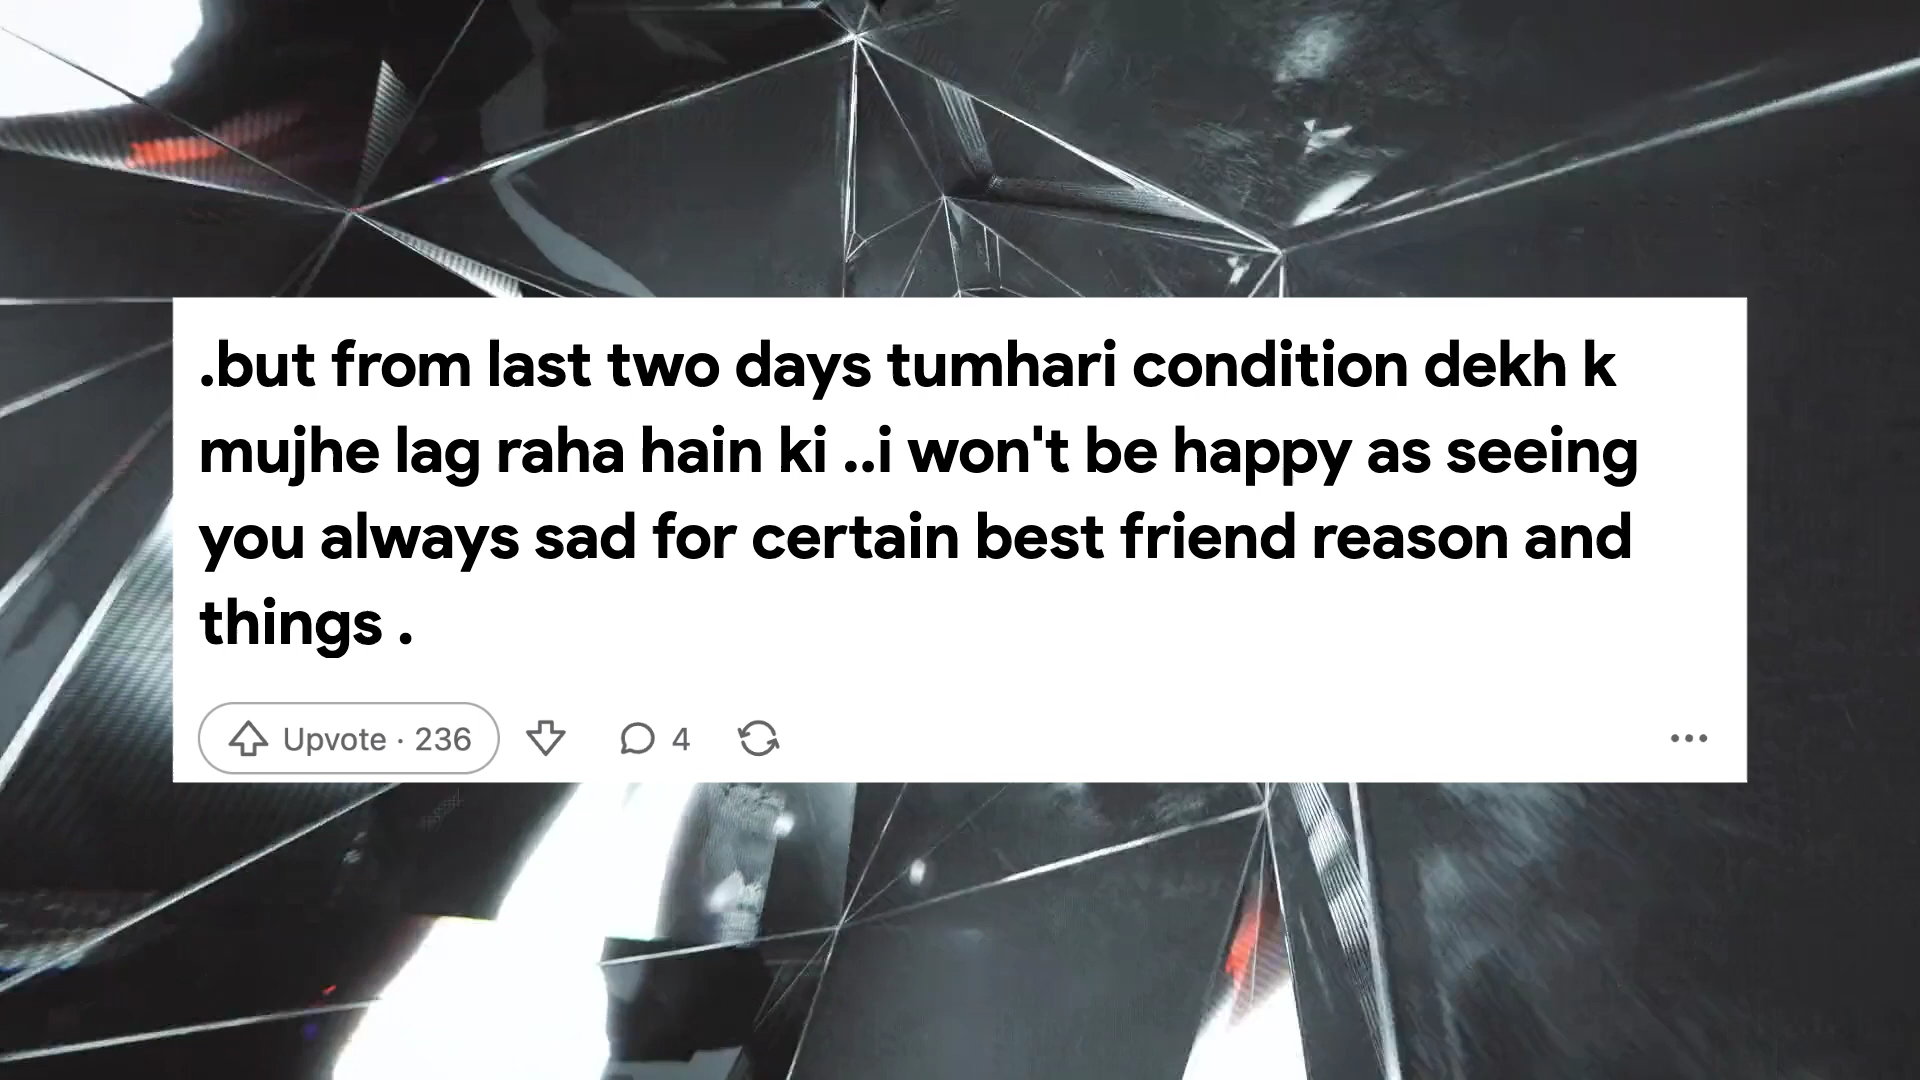 .but from last two days tumhari condition dekh k
mujhe lag raha hain ki ..i won't be happy as seeing
you always sad for certain best friend reason and
things .
Upvote · 236
4